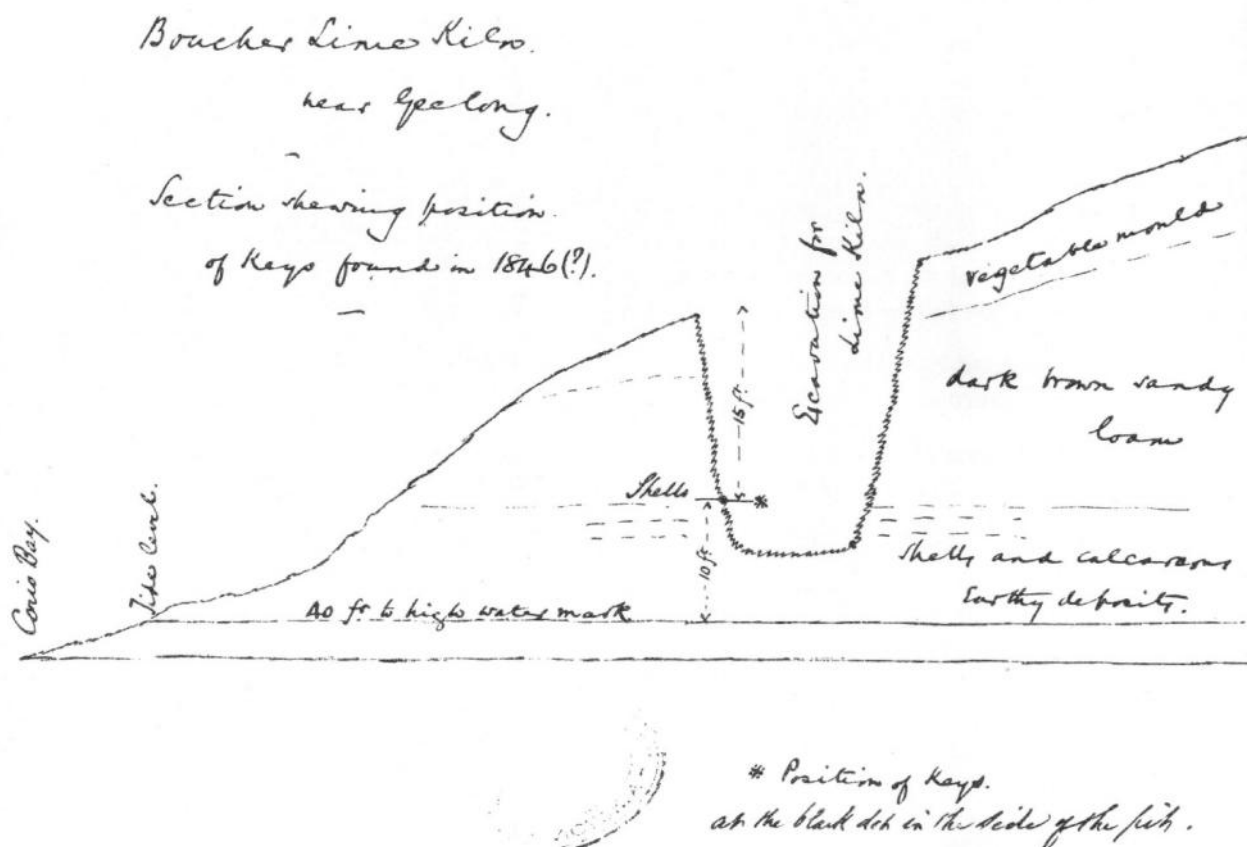 Boucher Lime Kiln.
near Geelong.
Section shewing position
of Keys found in 1846(?).
Excavation for
Lime Kiln.
vegetable mould
15 ft
dark brown sandy
loam
Shells
10 ft
shells and calcareous
Earthy deposits.
Corio Bay.
Tide level.
40 ft to high water mark
* Position of Keys.
at the black dot in the side of the pit.